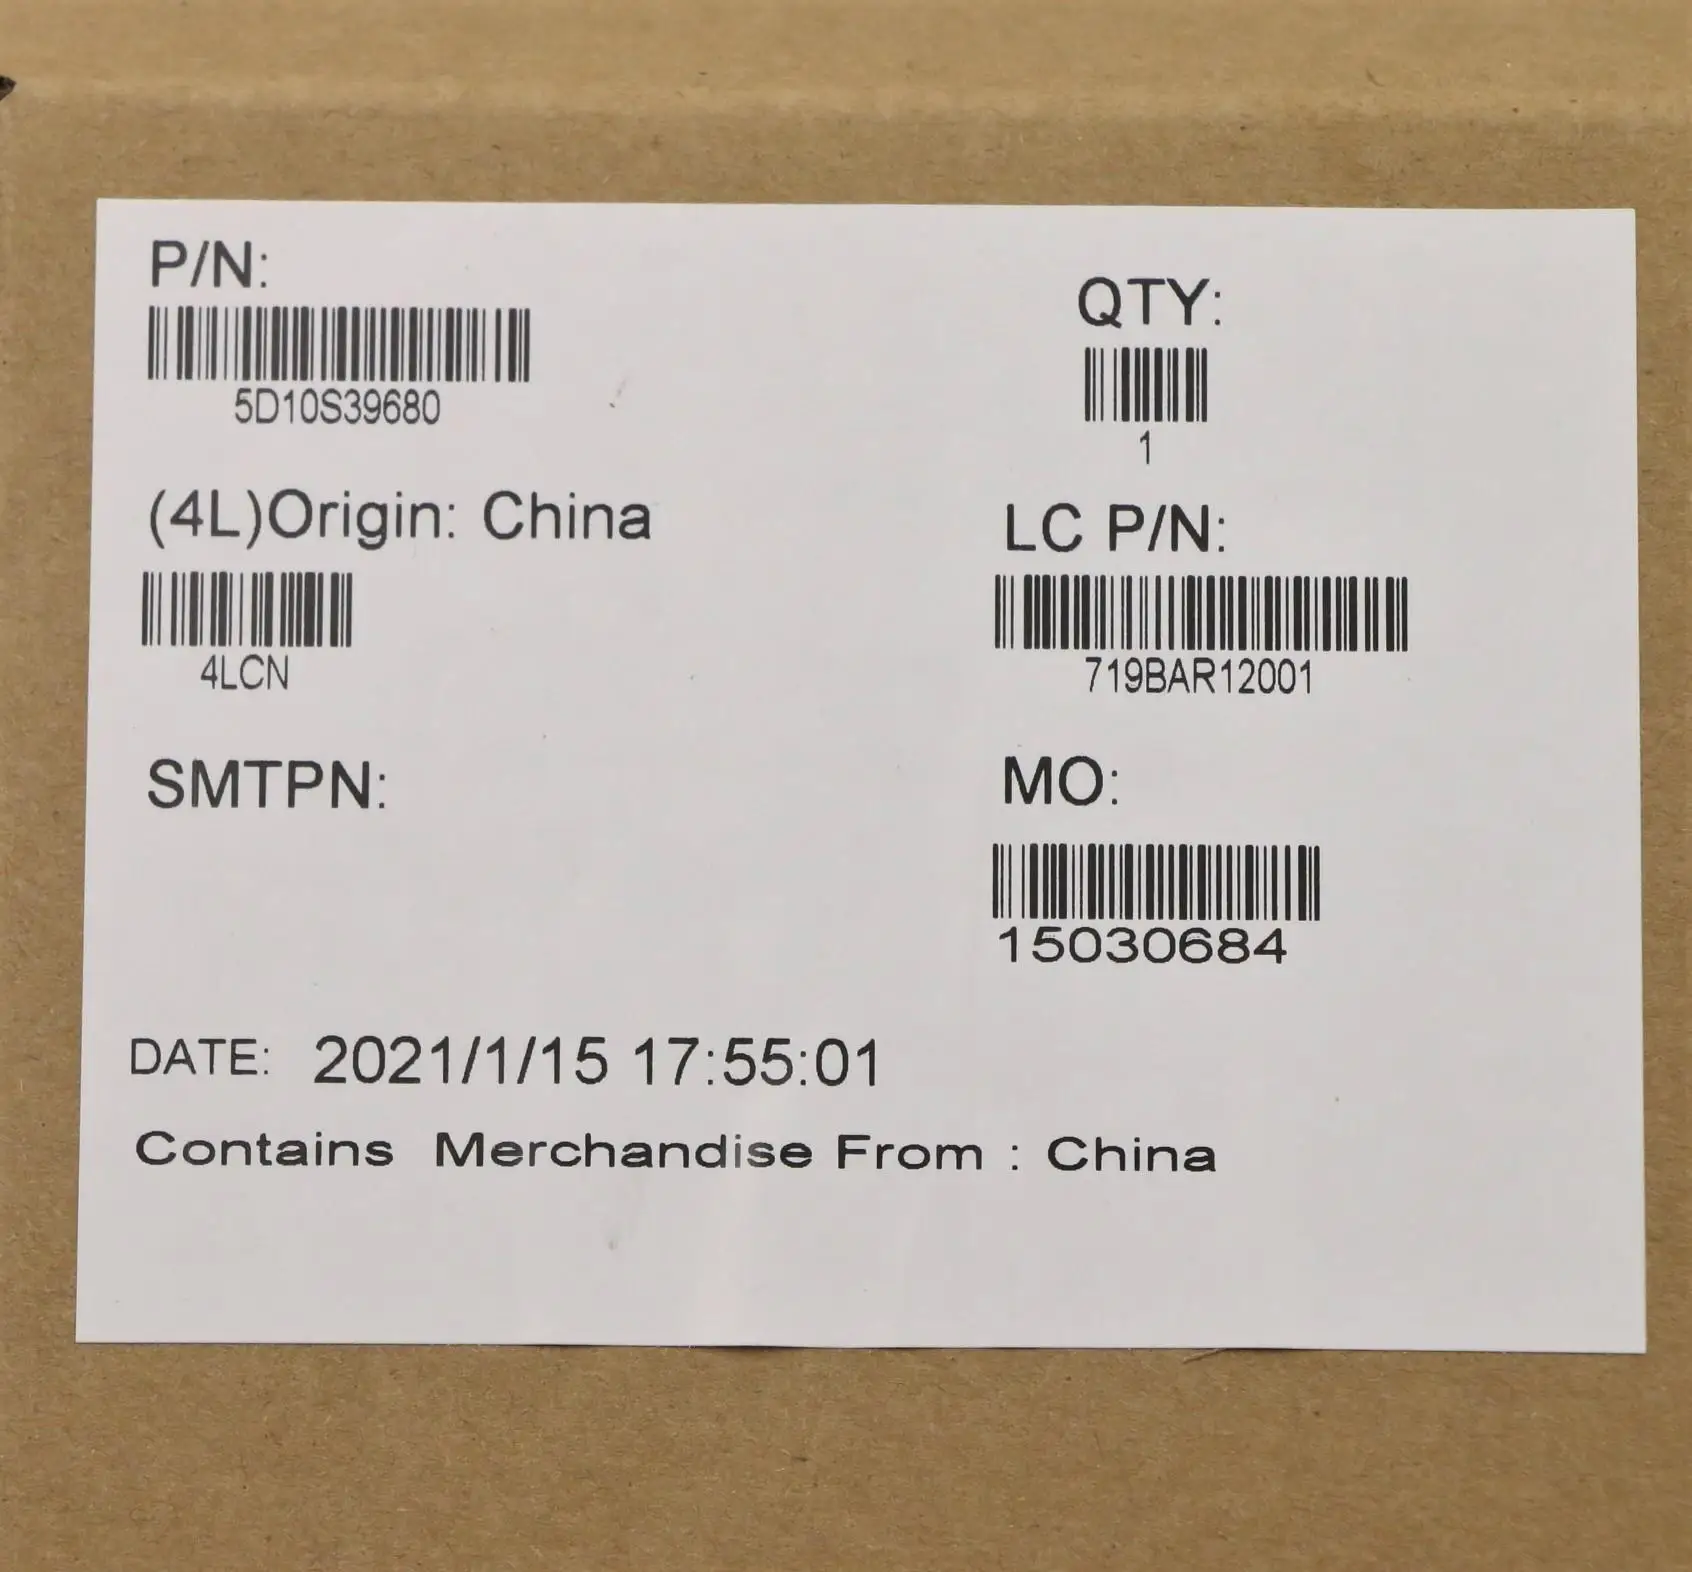 P/N:
5D10S39680
QTY:
1
(4L)Origin: China
4LCN
LC P/N:
719BAR12001
SMTPN:
MO:
15030684
DATE: 2021/1/15 17:55:01
Contains Merchandise From : China